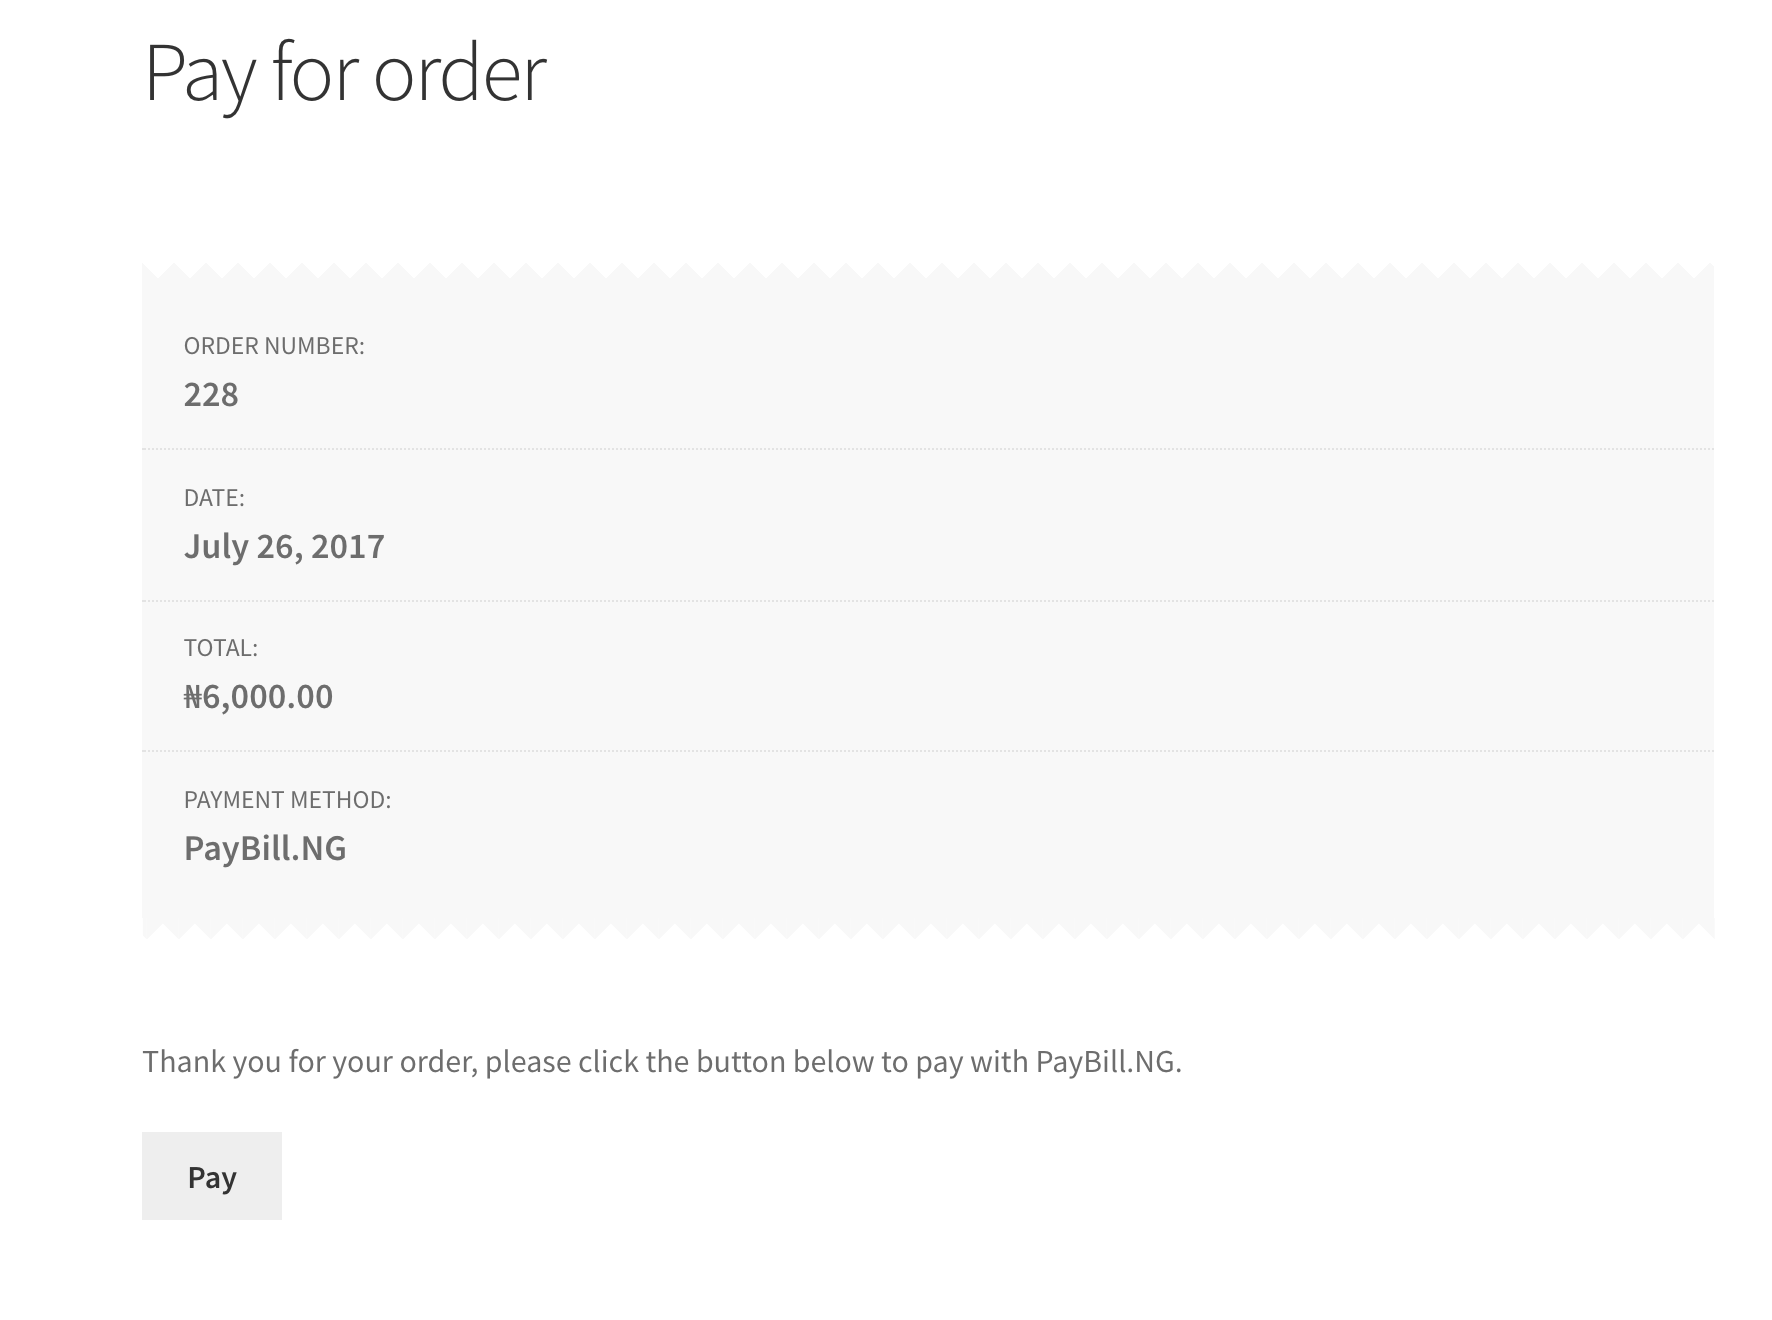 Pay for order
ORDER NUMBER:
228
DATE:
July 26, 2017
TOTAL:
₦6,000.00
PAYMENT METHOD:
PayBill.NG
Thank you for your order, please click the button below to pay with PayBill.NG.
Pay